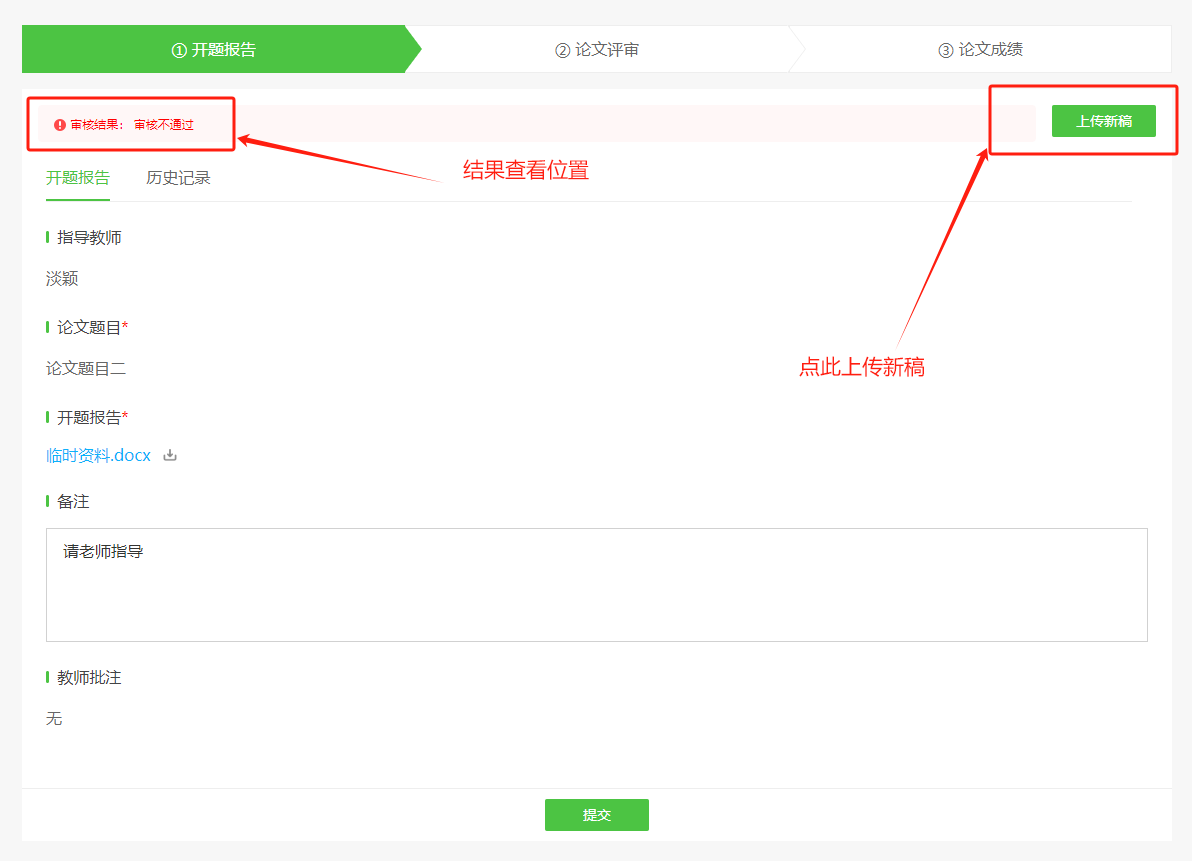 ① 开题报告
② 论文评审
③ 论文成绩
审核结果： 审核不通过
上传新稿
结果查看位置
开题报告 历史记录
指导教师
淡颖
论文题目*
论文题目二
点此上传新稿
开题报告*
临时资料.docx
备注
请老师指导
教师批注
无
提交